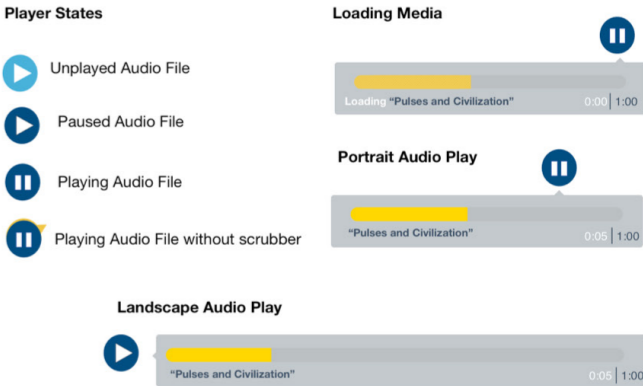 Player States
Unplayed Audio File
Paused Audio File
Playing Audio File
Playing Audio File without scrubber
Loading Media
Loading “Pulses and Civilization” 0:00 | 1:00
Portrait Audio Play
“Pulses and Civilization” 0:05 | 1:00
Landscape Audio Play
“Pulses and Civilization” 0:05 | 1:00